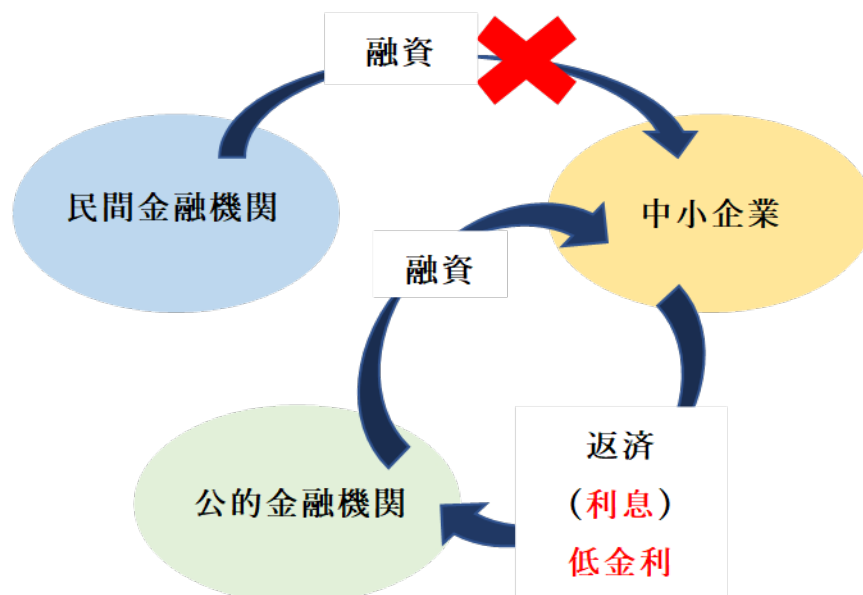 融資
民間金融機関
中小企業
融資
公的金融機関
返済
(利息)
低金利